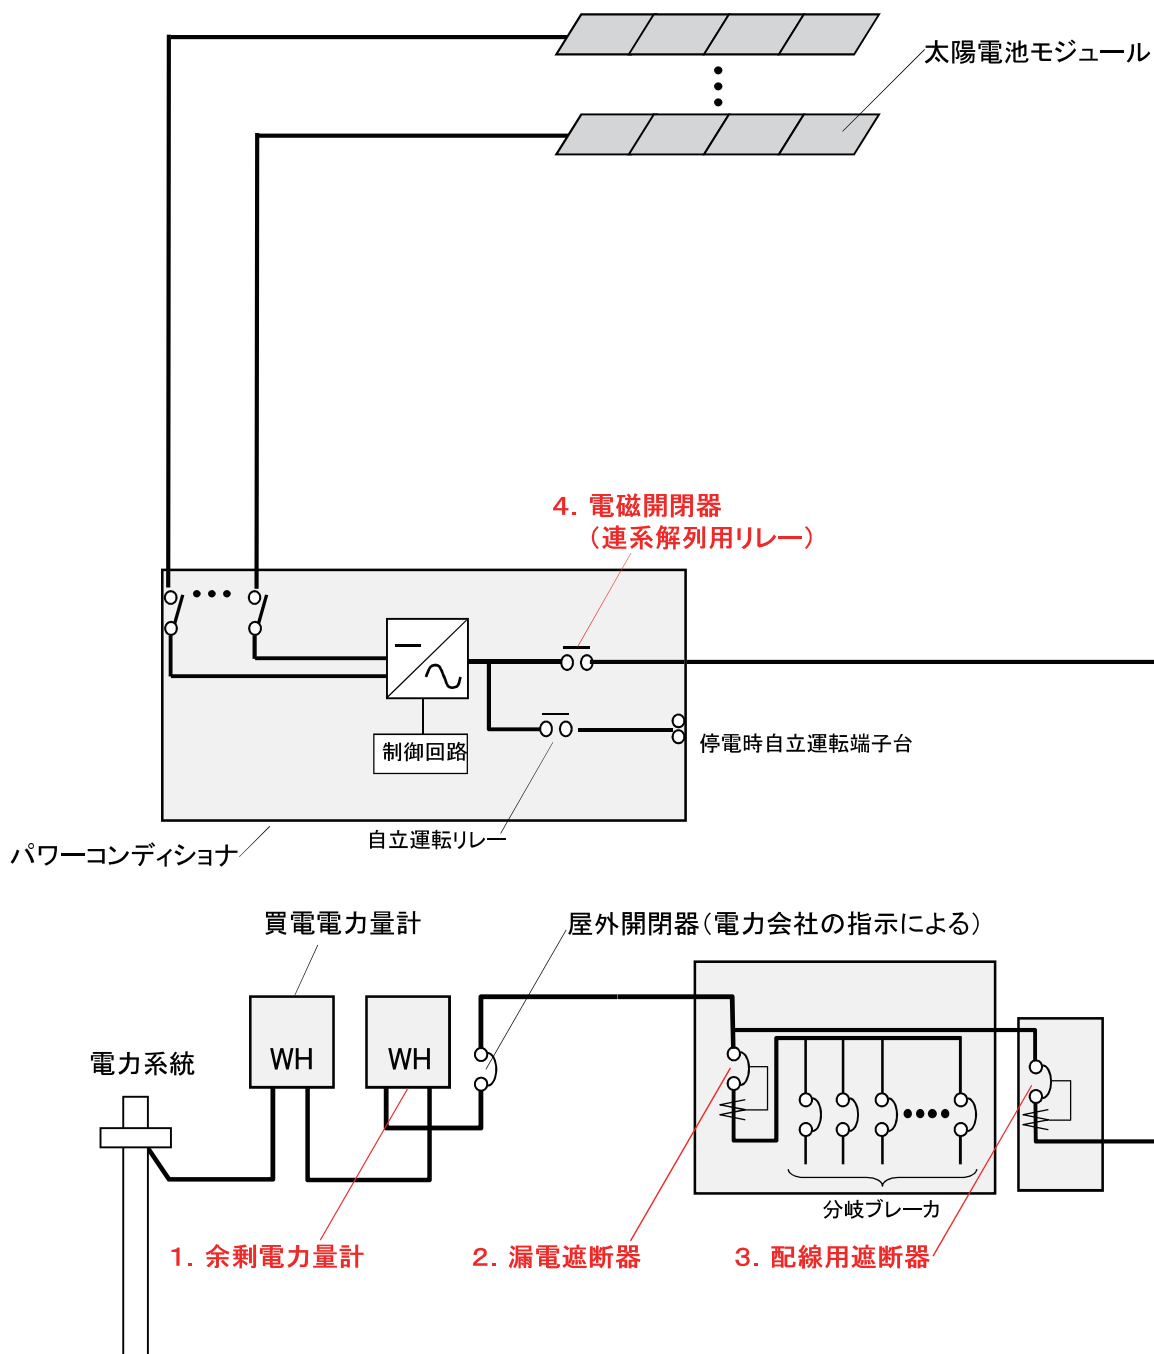 太陽電池モジュール
4. 電磁開閉器
（連系解列用リレー）
制御回路
停電時自立運転端子台
自立運転リレー
パワーコンディショナ
買電電力量計
屋外開閉器（電力会社の指示による）
WH
WH
電力系統
分岐ブレーカ
1. 余剰電力量計
2. 漏電遮断器
3. 配線用遮断器